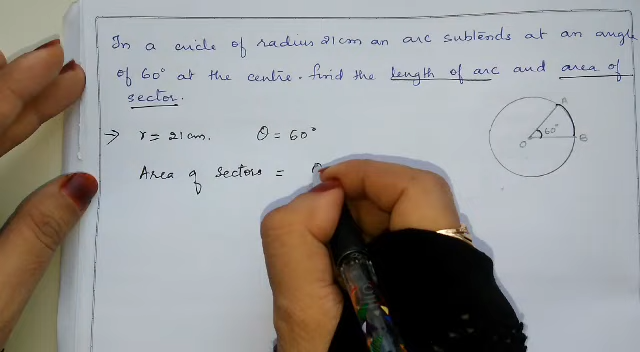 In a circle of radius 21cm an arc subtends at an angle
of 60° at the centre. find the length of arc and area of
sector.
→ r = 21cm. θ = 60°
A
60°
O
B
Area of sectors = θ